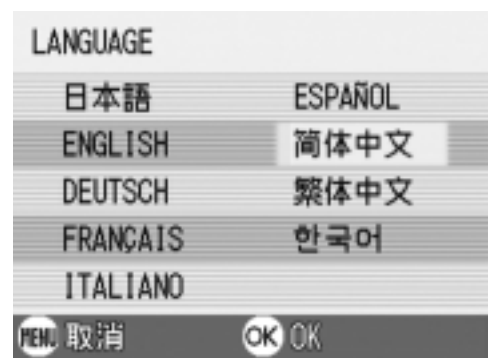 LANGUAGE
日本語 ESPAÑOL
ENGLISH 简体中文
DEUTSCH 繁体中文
FRANÇAIS 한국어
ITALIANO
MENU 取消 OK OK